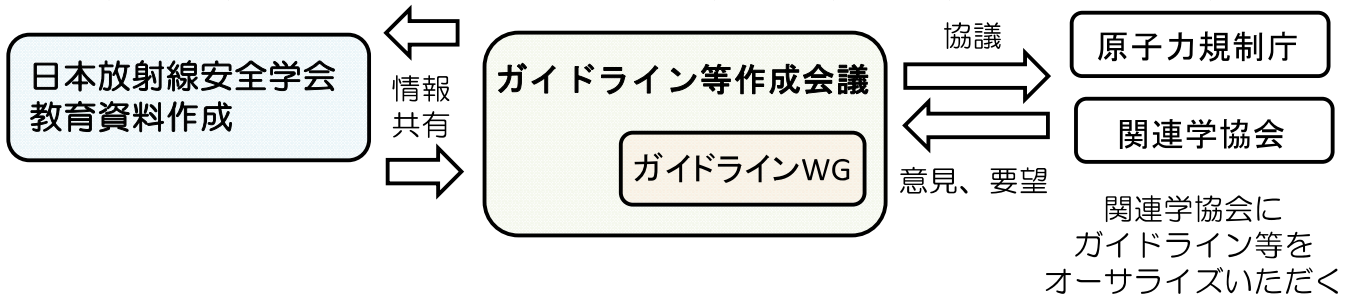 日本放射線安全学会
教育資料作成
情報
共有
ガイドライン等作成会議
ガイドラインWG
協議
意見、要望
原子力規制庁
関連学協会
関連学協会に
ガイドライン等を
オーサライズいただく